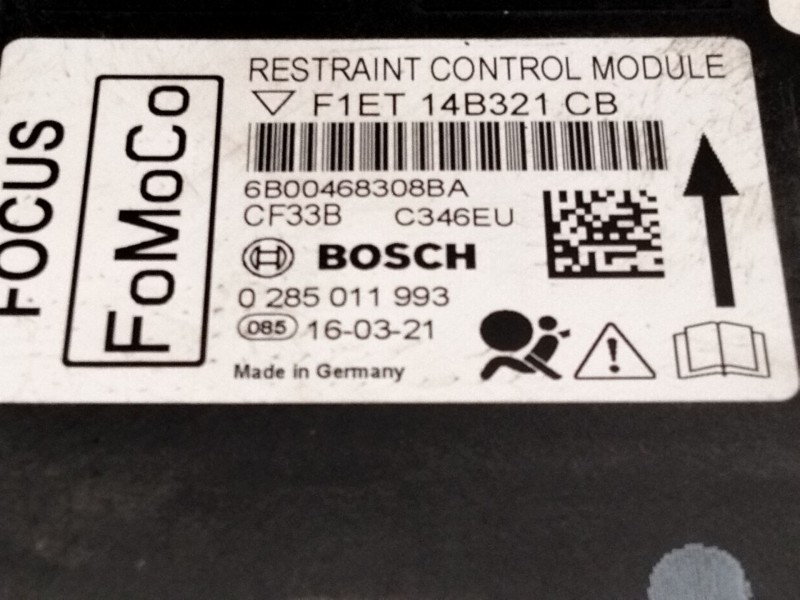 FOCUS
FoMoCo
RESTRAINT CONTROL MODULE
F1ET 14B321 CB
6B00468308BA
CF33B C346EU
BOSCH
0 285 011 993
085 16-03-21
Made in Germany